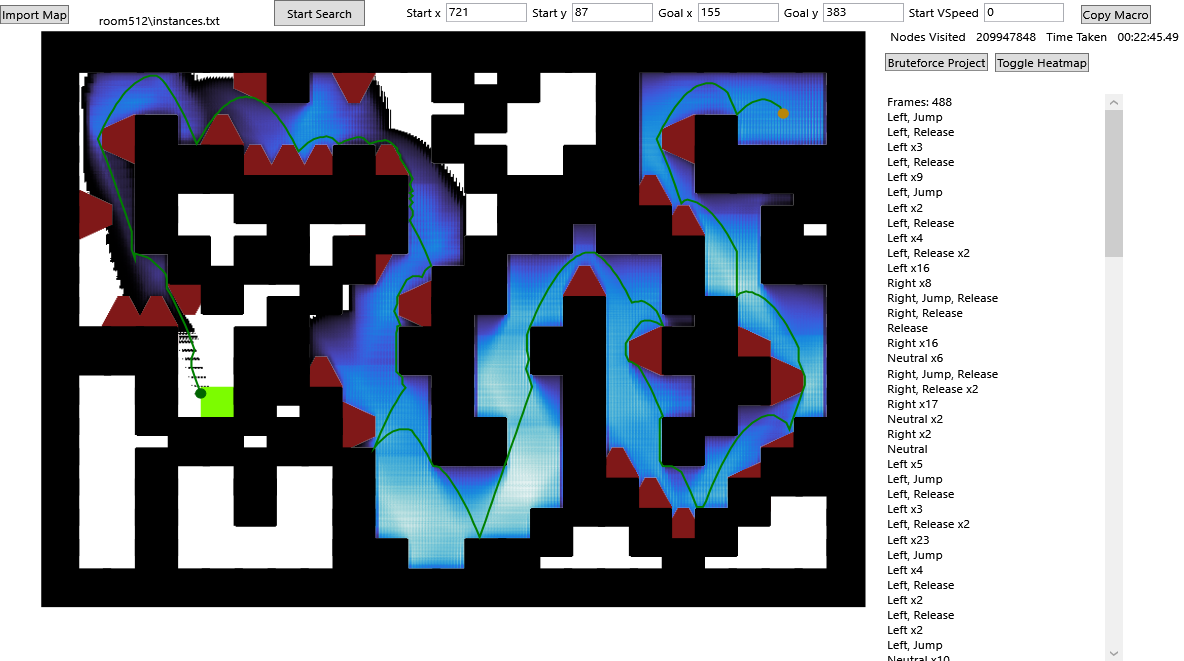 Import Map
room512\instances.txt
Start Search
Start x 721 Start y 87 Goal x 155 Goal y 383 Start VSpeed 0
Copy Macro
Nodes Visited 209947848 Time Taken 00:22:45.49
Bruteforce Project Toggle Heatmap
Frames: 488
Left, Jump
Left, Release
Left x3
Left, Release
Left x9
Left, Jump
Left x2
Left, Release
Left x4
Left, Release x2
Left x16
Right x8
Right, Jump, Release
Right, Release
Release
Right x16
Neutral x6
Right, Jump, Release
Right, Release x2
Right x17
Neutral x2
Right x2
Neutral
Left x5
Left, Jump
Left, Release
Left x3
Left, Release x2
Left x23
Left, Jump
Left x4
Left, Release
Left x2
Left, Release
Left x2
Left, Jump
Neutral x10